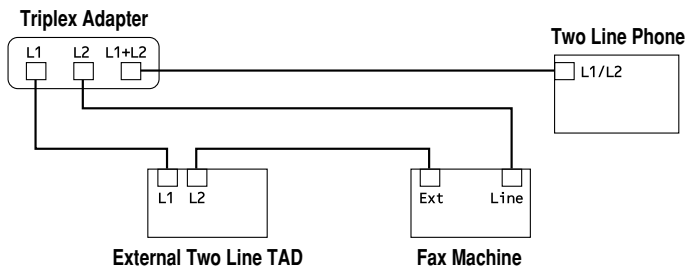 Triplex Adapter
L1 L2 L1+L2
Two Line Phone
L1/L2
L1 L2
Ext Line
External Two Line TAD
Fax Machine